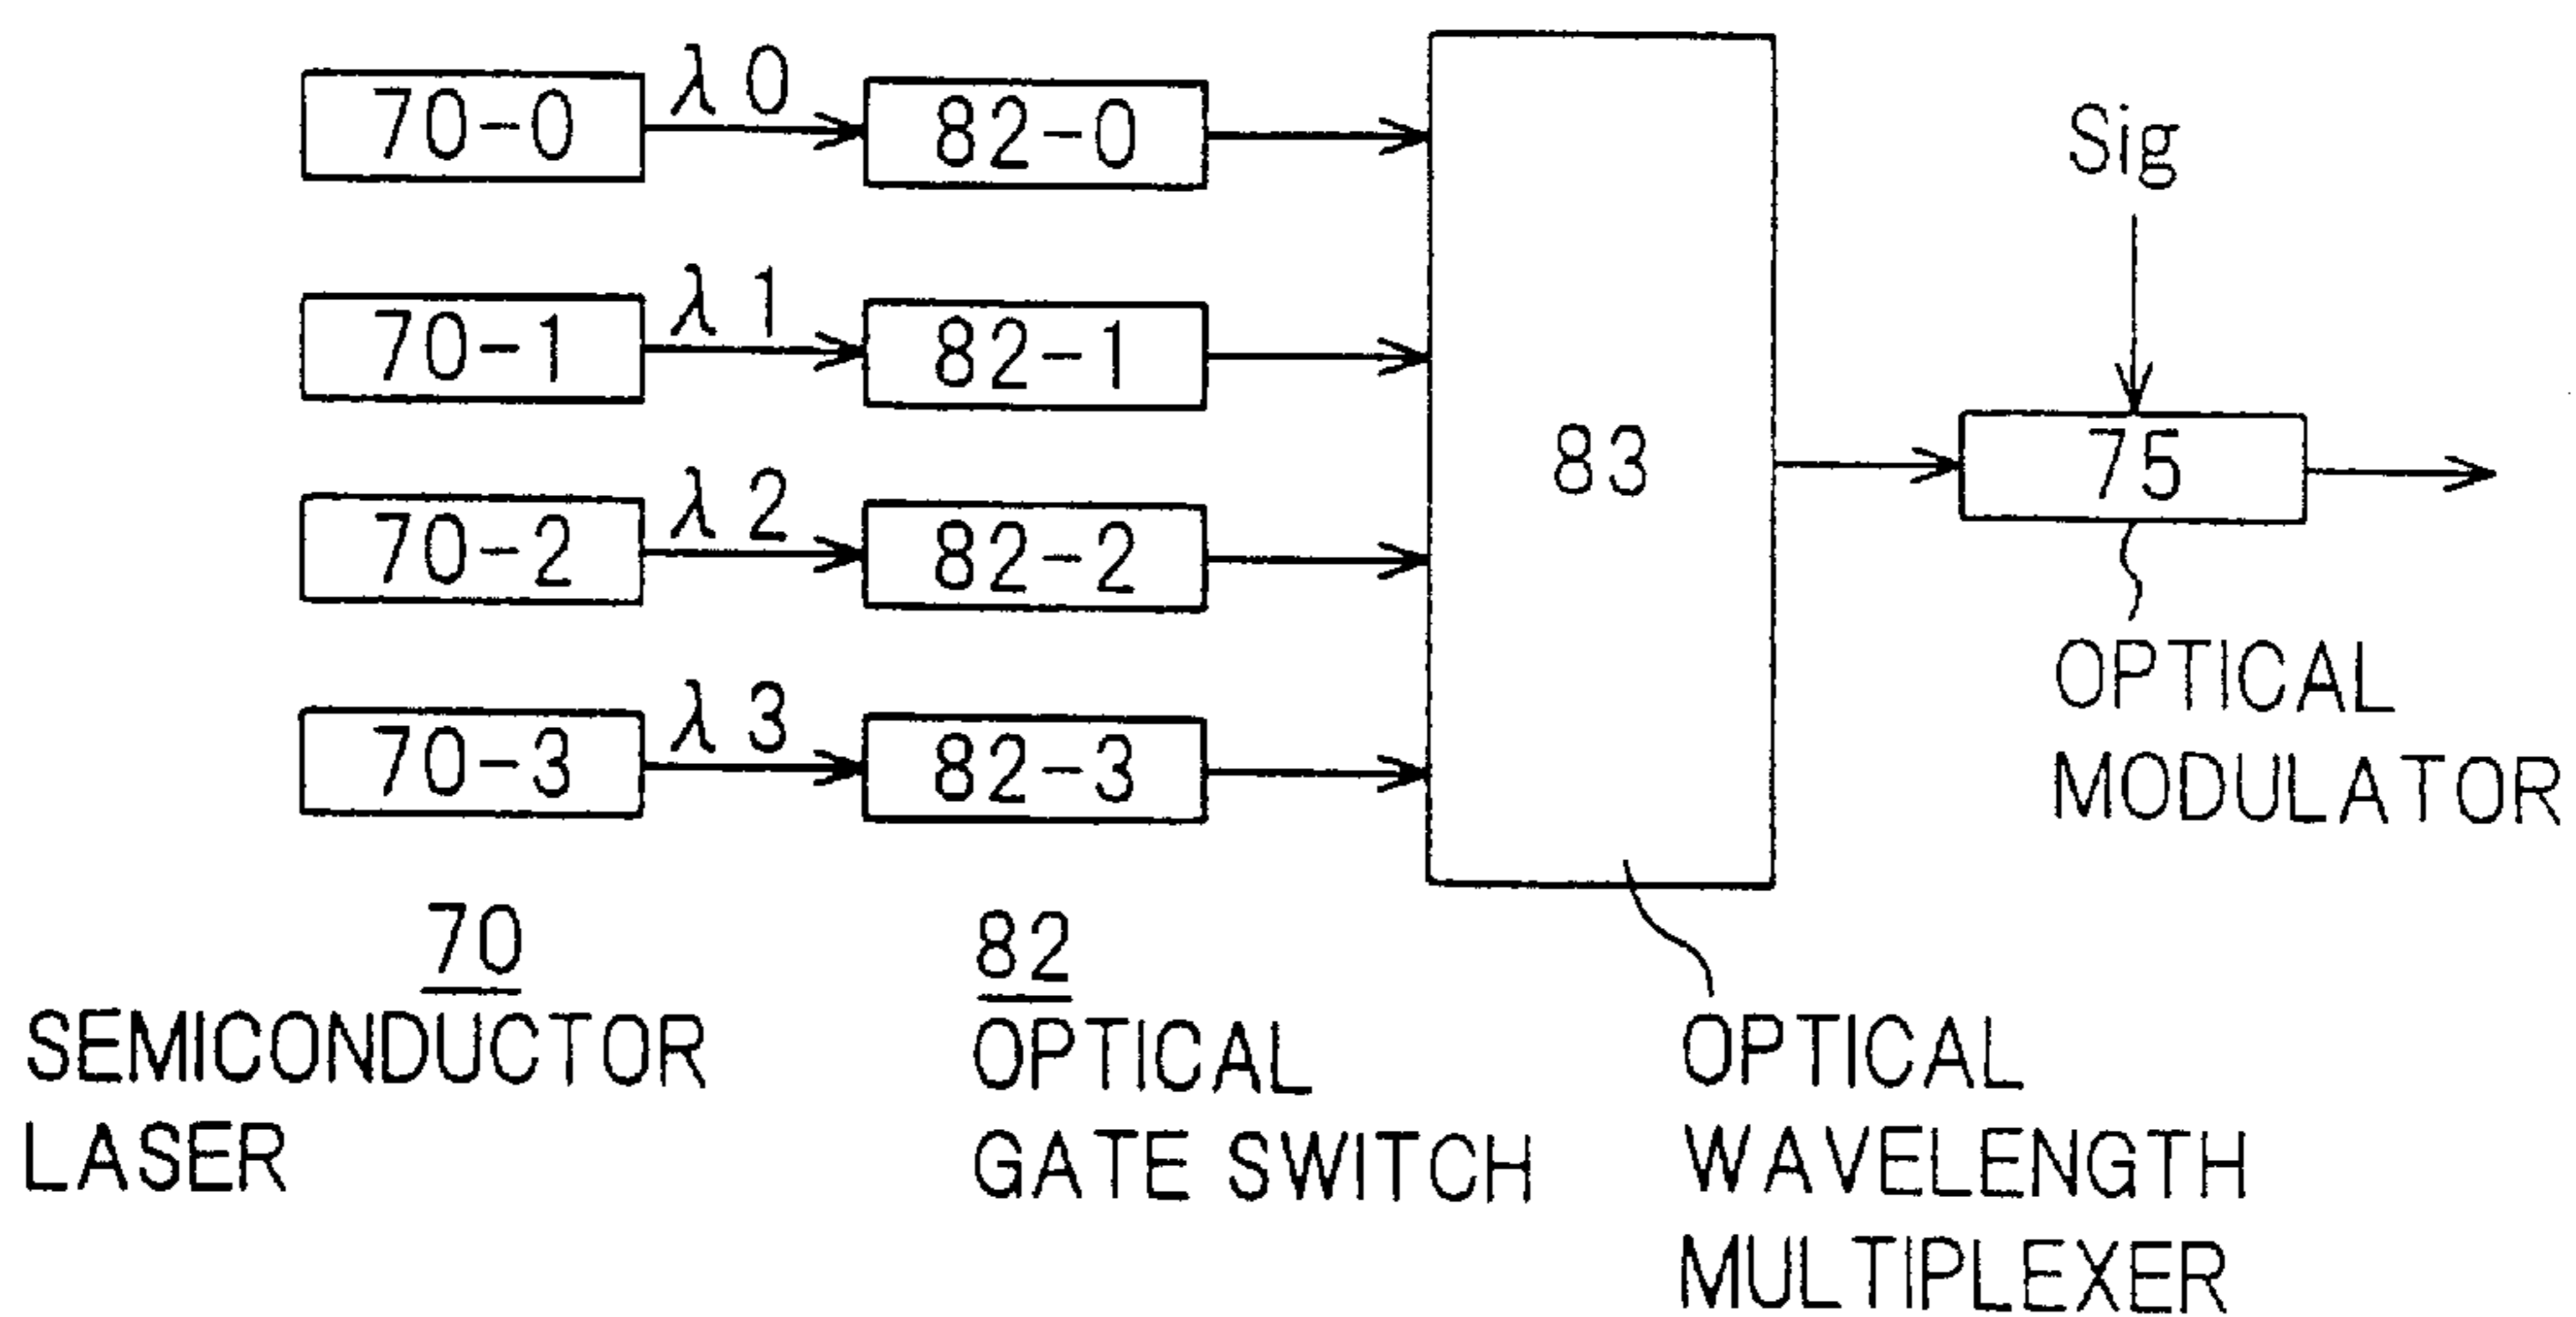 70-0
λ0
82-0
70-1
λ1
82-1
70-2
λ2
82-2
70-3
λ3
82-3
83
Sig
75
OPTICAL
MODULATOR
70
SEMICONDUCTOR
LASER
82
OPTICAL
GATE SWITCH
OPTICAL
WAVELENGTH
MULTIPLEXER